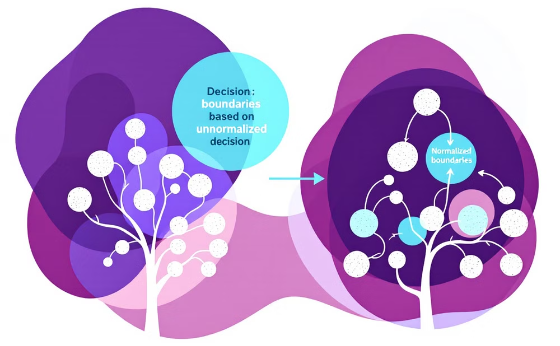 Decision:
boundaries
based on
unnormalized
decision
Normalized
boundaries